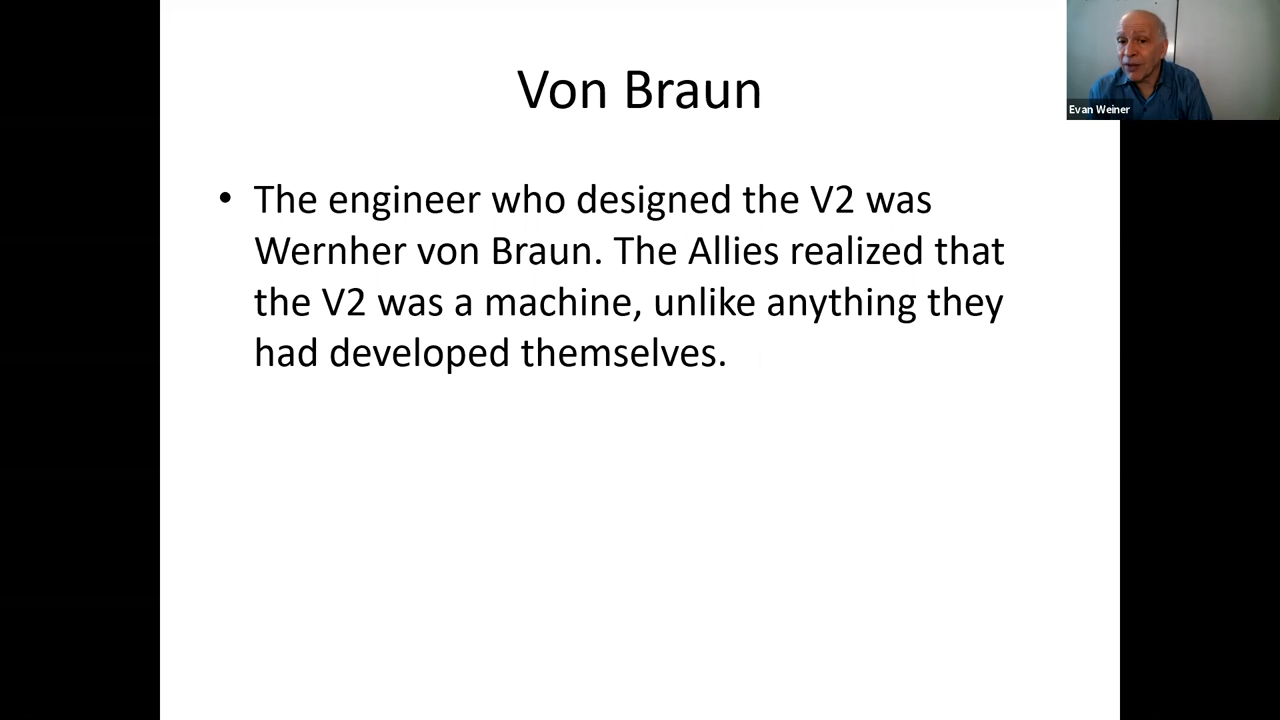 Von Braun
• The engineer who designed the V2 was
Wernher von Braun. The Allies realized that
the V2 was a machine, unlike anything they
had developed themselves.
Evan Weiner